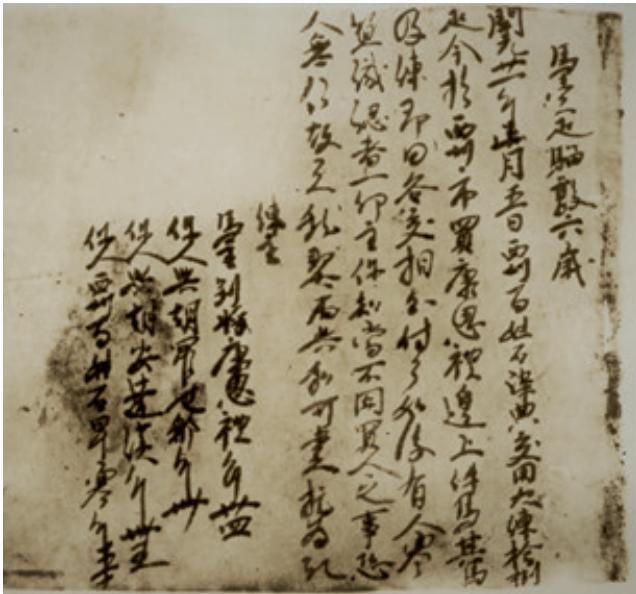 馬壹疋騮敦六歲
開元廿一年正月五日西州百姓石染典交用大練拾捌
疋今於西州市買康思禮邊上件馬其馬
及練即日各交相分付了如後有人寒
盜識認者一仰主保知當不關買人之事恐
人無信故立私契兩共和可畫指為記
練主
馬主別將康思禮年卅四
保人興胡羅也那年卌
保人興胡安達漢年卌五
保人西州百姓石早寒年五十